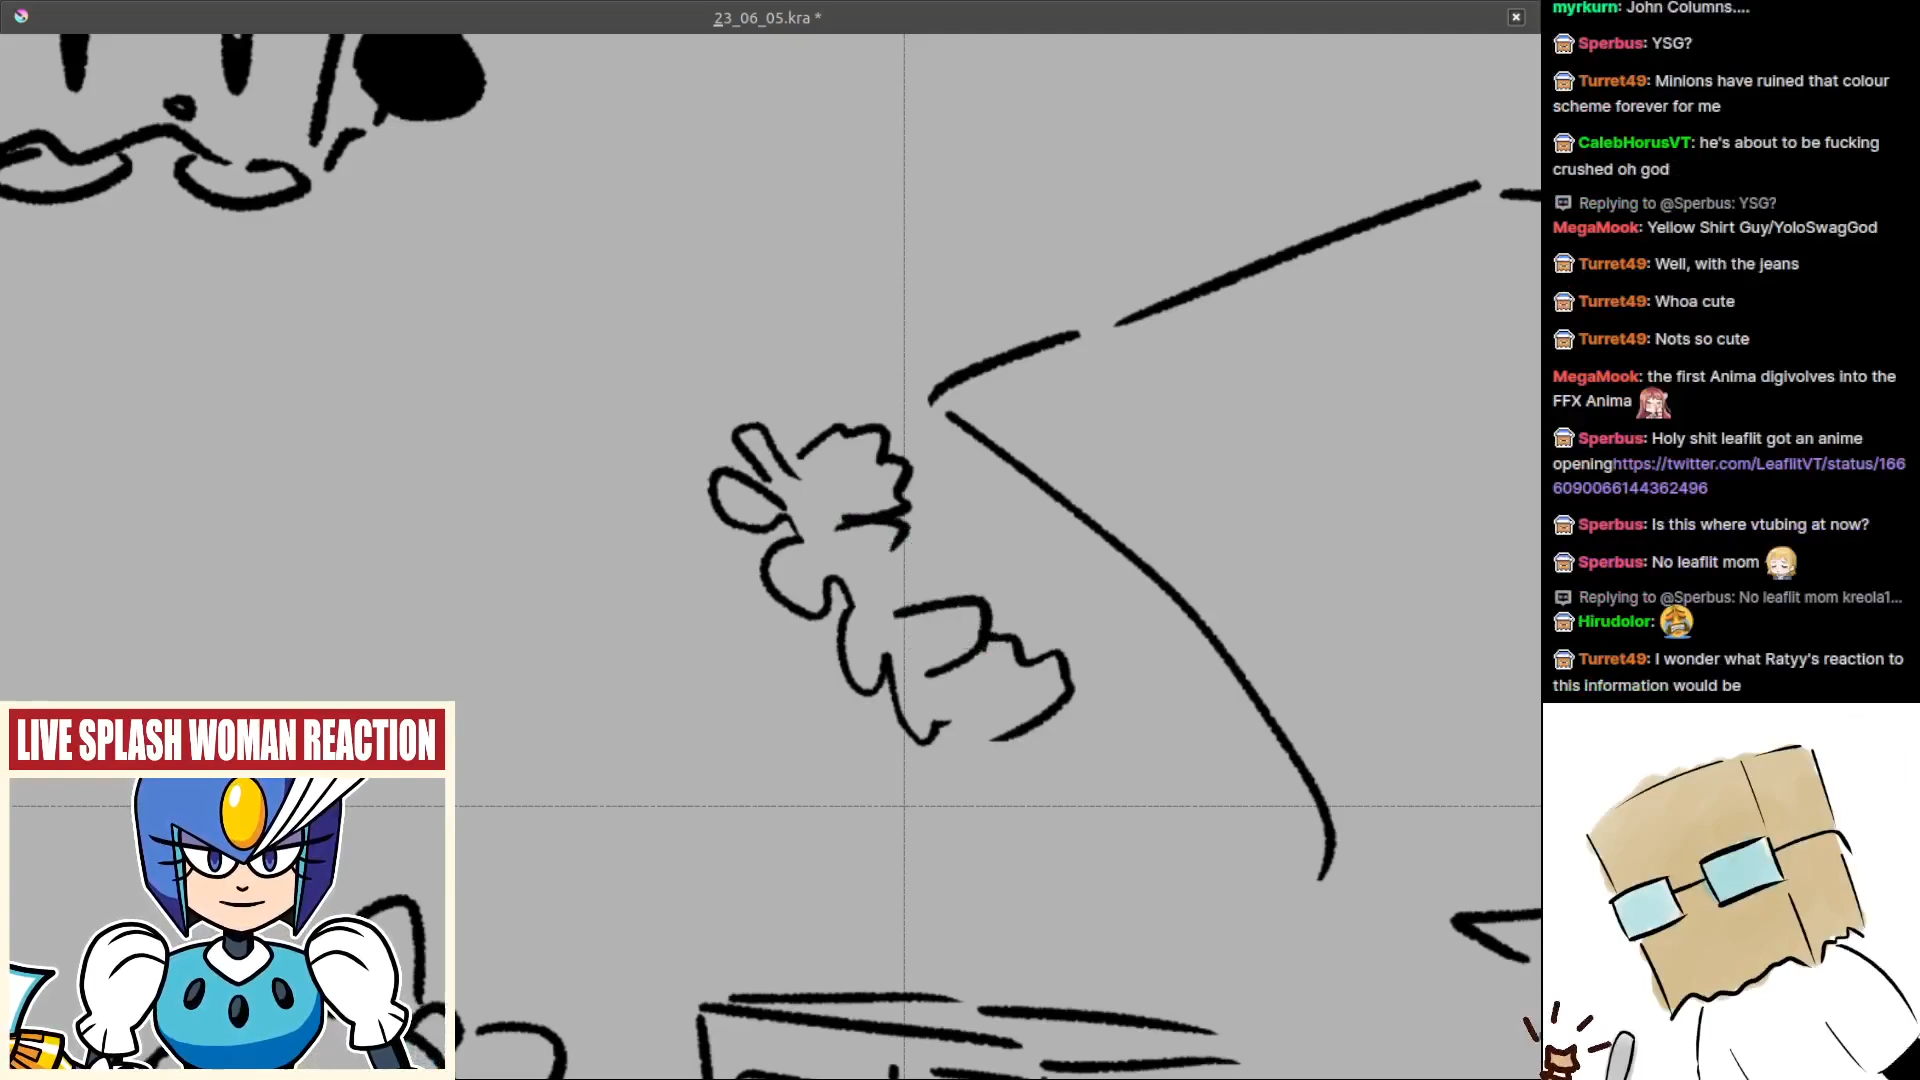 23_06_05.kra *
myrkurn: John Columns....
Sperbus: YSG?
Turret49: Minions have ruined that colour
scheme forever for me
CalebHorusVT: he's about to be fucking
crushed oh god
Replying to @Sperbus: YSG?
MegaMook: Yellow Shirt Guy/YoloSwagGod
Turret49: Well, with the jeans
Turret49: Whoa cute
Turret49: Nots so cute
MegaMook: the first Anima digivolves into the
FFX Anima
Sperbus: Holy shit leaflit got an anime
openinghttps://twitter.com/LeaflitVT/status/166
6090066144362496
Sperbus: Is this where vtubing at now?
Sperbus: No leaflit mom
Replying to @Sperbus: No leaflit mom kreola1...
Hirudolor:
Turret49: I wonder what Ratyy's reaction to
this information would be
LIVE SPLASH WOMAN REACTION